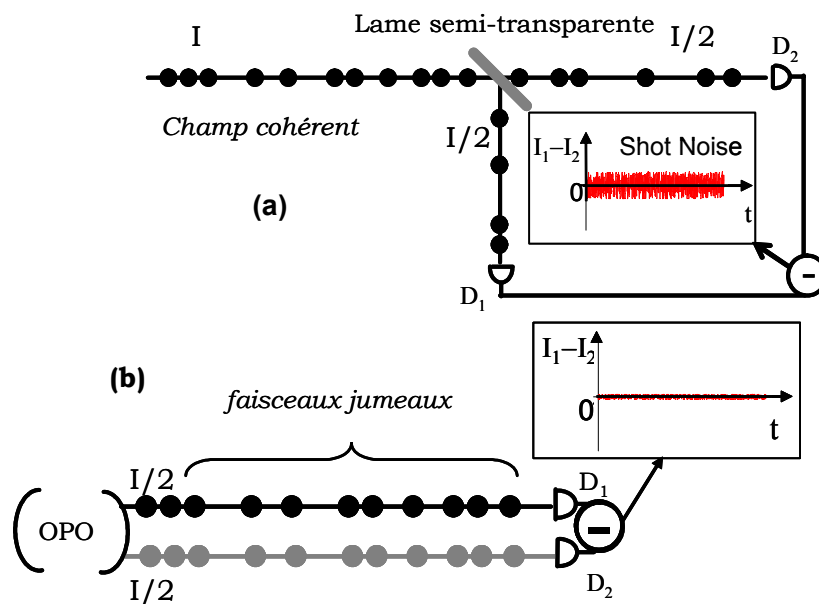 Lame semi-transparente
I
I/2
D2
Champ cohérent
I/2
I1–I2
Shot Noise
0
t
(a)
-
D1
(b)
I1–I2
0
t
faisceaux jumeaux
I/2
D1
OPO
-
I/2
D2